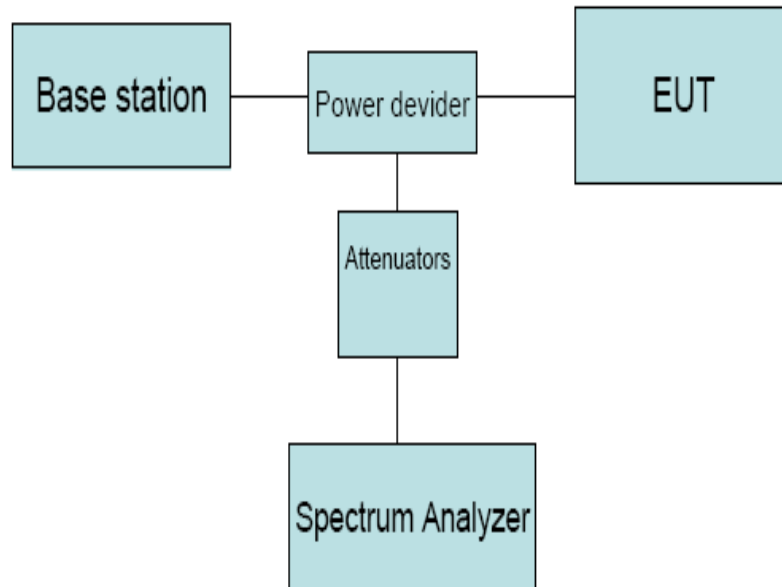 Base station
Power devider
EUT
Attenuators
Spectrum Analyzer